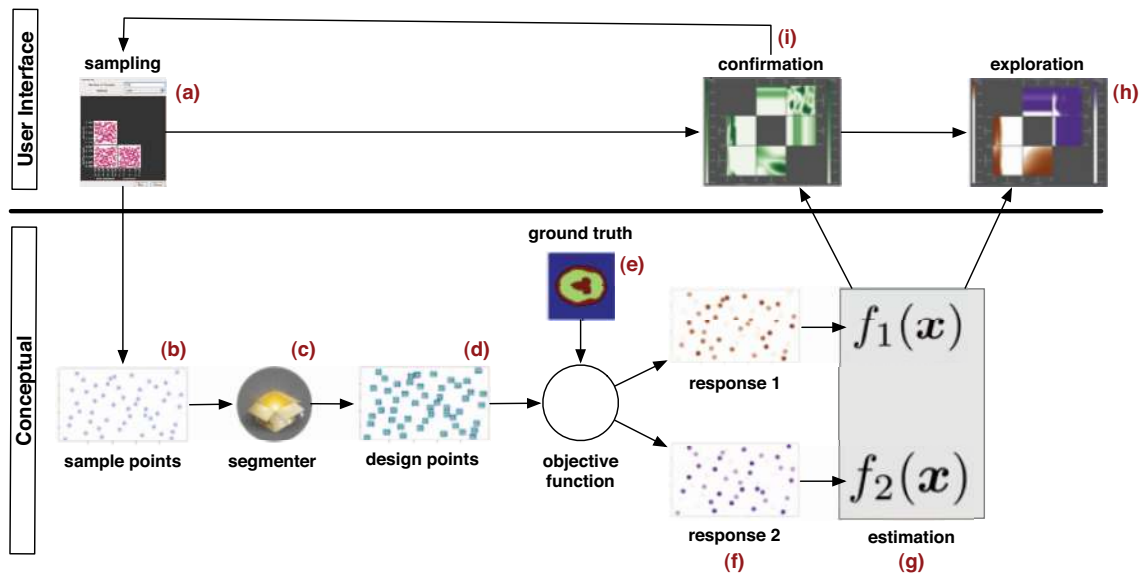 User Interface
sampling
(a)
(i)
confirmation
exploration
(h)
Conceptual
ground truth
(e)
(b)
(c)
(d)
sample points
segmenter
design points
objective
function
response 1
response 2
(f)
f₁(x)
f₂(x)
estimation
(g)